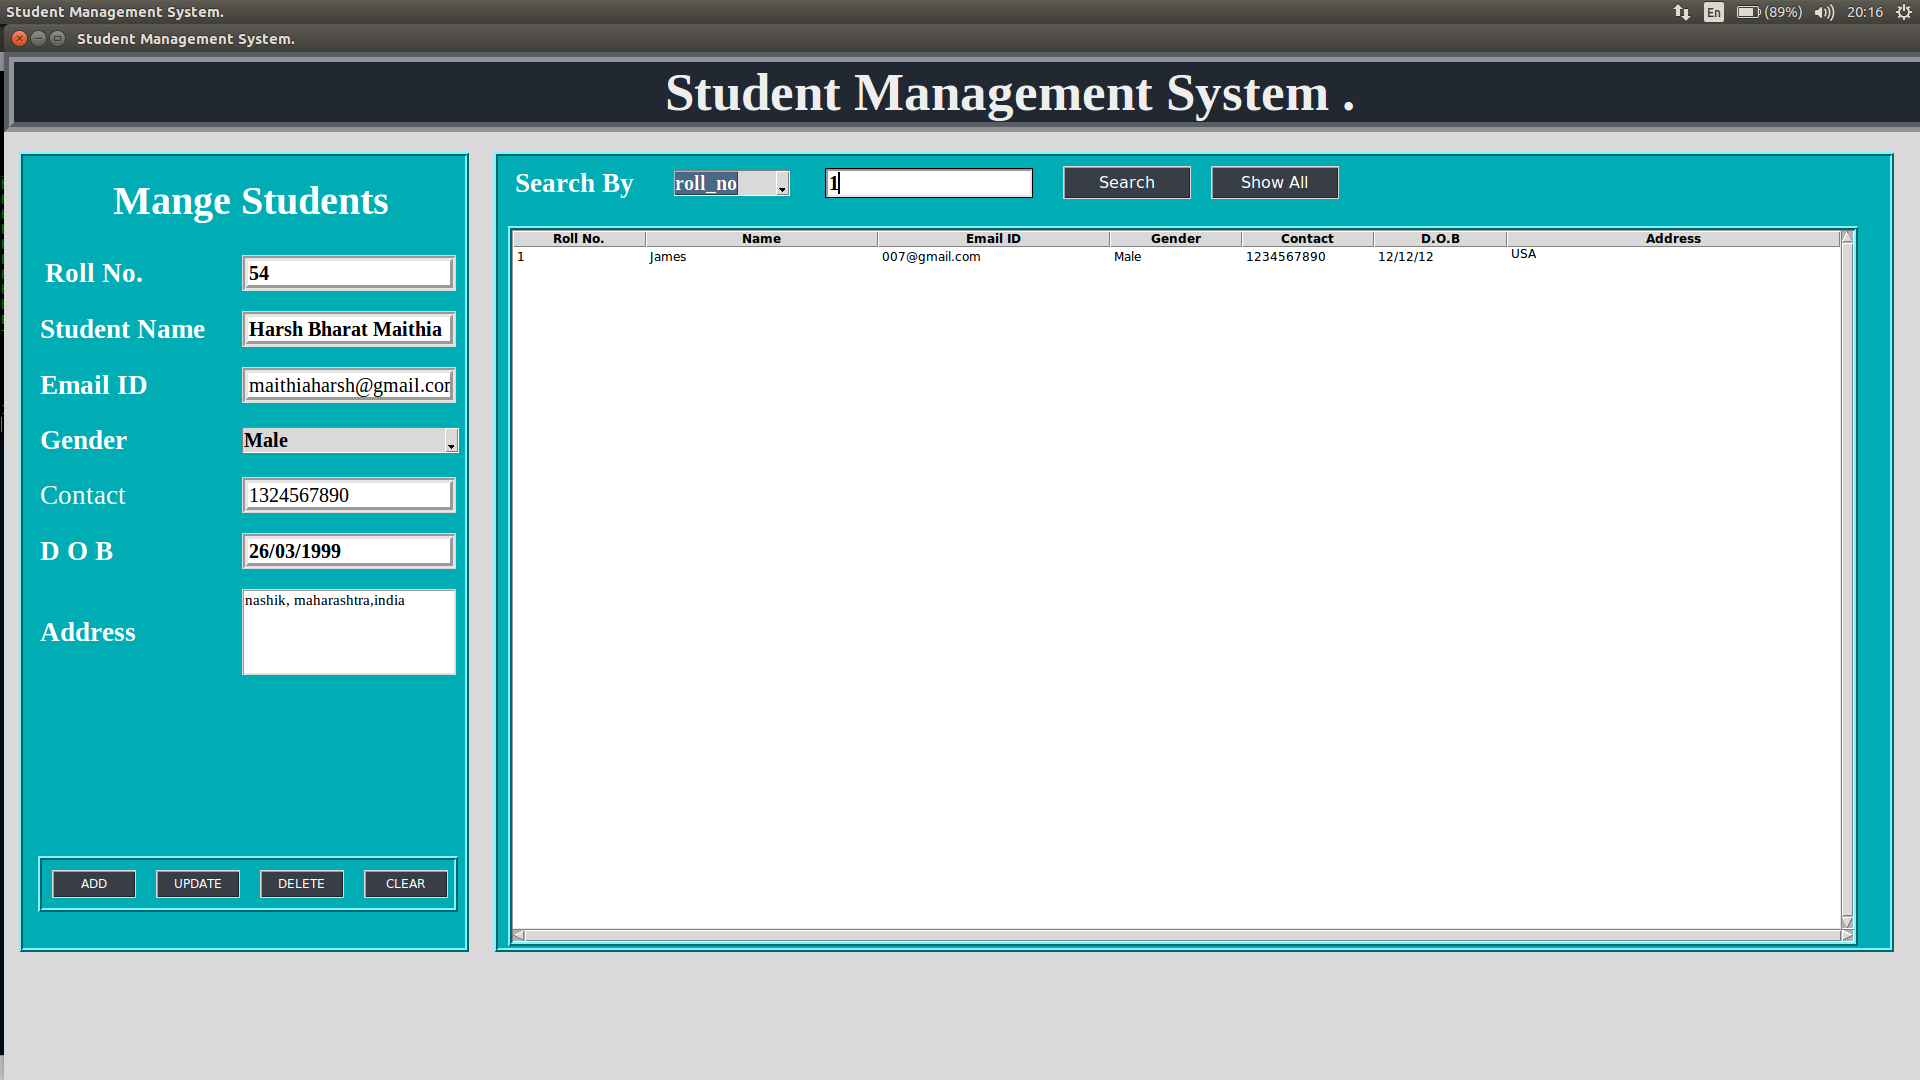 Student Management System.
En (89%) 20:16
Student Management System.
Student Management System .
Mange Students
Roll No. 54
Student Name Harsh Bharat Maithia
Email ID maithiaharsh@gmail.cor
Gender Male
Contact 1324567890
D O B 26/03/1999
Address nashik, maharashtra,india
ADD UPDATE DELETE CLEAR
Search By roll_no 1 Search Show All
Roll No. Name Email ID Gender Contact D.O.B Address
1 James 007@gmail.com Male 1234567890 12/12/12 USA